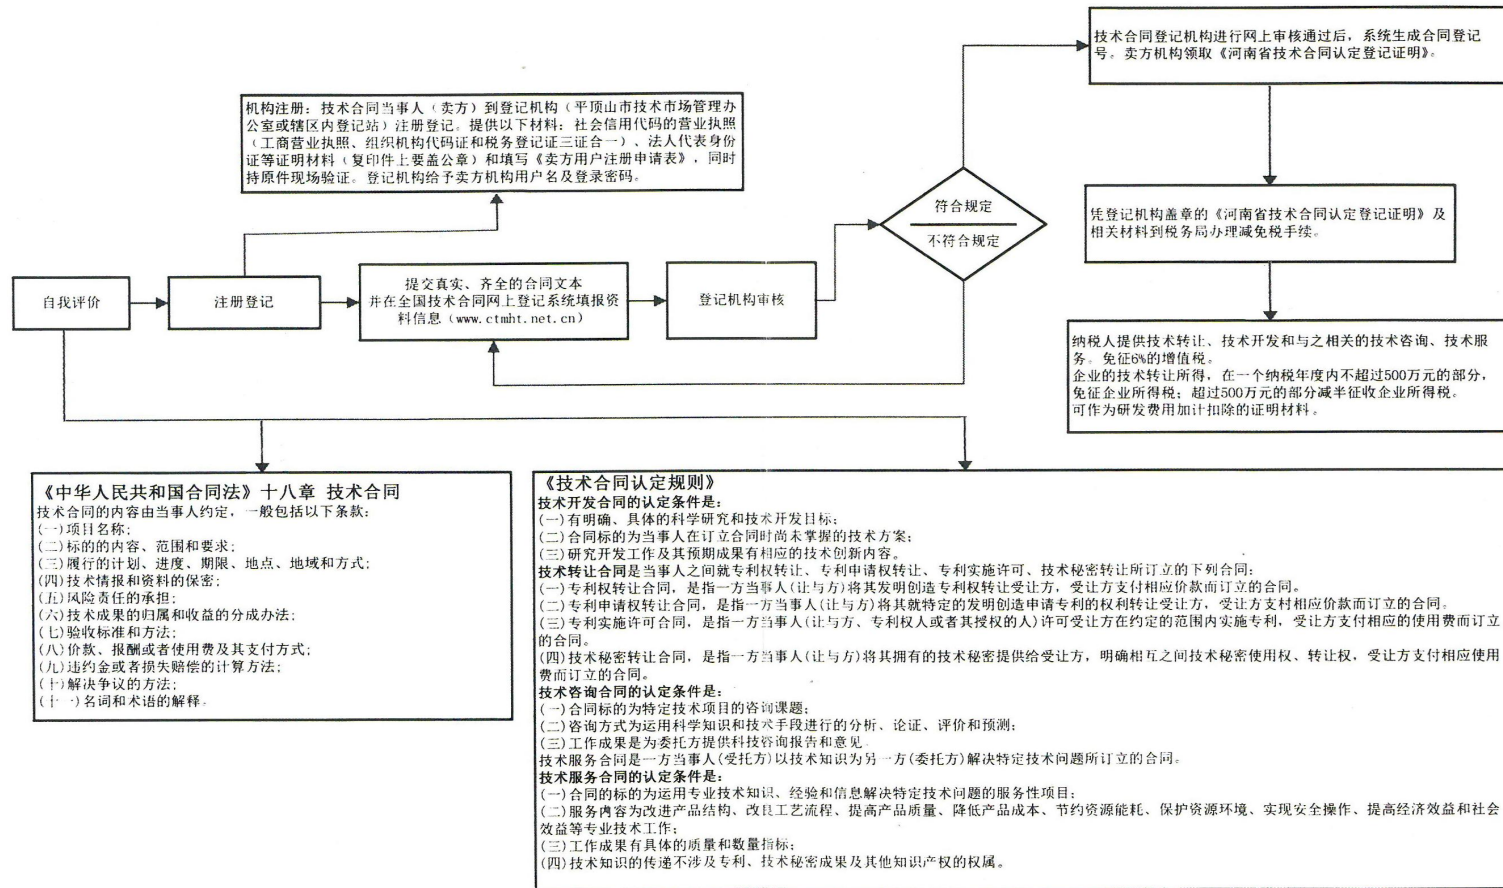 技术合同登记机构进行网上审核通过后，系统生成合同登记
号。卖方机构领取《河南省技术合同认定登记证明》。
机构注册：技术合同当事人（卖方）到登记机构（平顶山市技术市场管理办
公室或辖区内登记站）注册登记。提供以下材料：社会信用代码的营业执照
（工商营业执照、组织机构代码证和税务登记证三证合一）、法人代表身份
证等证明材料（复印件上要盖公章）和填写《卖方用户注册申请表》，同时
持原件现场验证。登记机构给予卖方机构用户名及登录密码。
符合规定
不符合规定
凭登记机构盖章的《河南省技术合同认定登记证明》及
相关材料到税务局办理减免税手续。
自我评价
注册登记
提交真实、齐全的合同文本
并在全国技术合同网上登记系统填报资
料信息（www.ctmht.net.cn）
登记机构审核
纳税人提供技术转让、技术开发和与之相关的技术咨询、技术服
务。免征6%的增值税。
企业的技术转让所得，在一个纳税年度内不超过500万元的部分，
免征企业所得税；超过500万元的部分减半征收企业所得税。
可作为研发费用加计扣除的证明材料。
《中华人民共和国合同法》十八章 技术合同
技术合同的内容由当事人约定，一般包括以下条款：
(一)项目名称；
(二)标的的内容、范围和要求；
(三)履行的计划、进度、期限、地点、地域和方式；
(四)技术情报和资料的保密；
(五)风险责任的承担；
(六)技术成果的归属和收益的分成办法；
(七)验收标准和方法；
(八)价款、报酬或者使用费及其支付方式；
(九)违约金或者损失赔偿的计算方法；
(十)解决争议的方法；
(十一)名词和术语的解释。
《技术合同认定规则》
技术开发合同的认定条件是：
(一)有明确、具体的科学研究和技术开发目标；
(二)合同标的为当事人在订立合同时尚未掌握的技术方案；
(三)研究开发工作及其预期成果有相应的技术创新内容。
技术转让合同是当事人之间就专利权转让、专利申请权转让、专利实施许可、技术秘密转让所订立的下列合同：
(一)专利权转让合同，是指一方当事人(让与方)将其发明创造专利权转让受让方，受让方支付相应价款而订立的合同。
(二)专利申请权转让合同，是指一方当事人(让与方)将其就特定的发明创造申请专利的权利转让受让方，受让方支村相应价款而订立的合同。
(三)专利实施许可合同，是指一方当事人(让与方、专利权人或者其授权的人)许可受让方在约定的范围内实施专利，受让方支付相应的使用费而订立
的合同。
(四)技术秘密转让合同，是指一方当事人(让与方)将其拥有的技术秘密提供给受让方，明确相互之间技术秘密使用权、转让权，受让方支付相应使用
费而订立的合同。
技术咨询合同的认定条件是：
(一)合同标的为特定技术项目的咨询课题；
(二)咨询方式为运用科学知识和技术手段进行的分析、论证、评价和预测；
(三)工作成果是为委托方提供科技咨询报告和意见。
技术服务合同是一方当事人(受托方)以技术知识为另一方(委托方)解决特定技术问题所订立的合同。
技术服务合同的认定条件是：
(一)合同的标的为运用专业技术知识、经验和信息解决特定技术问题的服务性项目；
(二)服务内容为改进产品结构、改良工艺流程、提高产品质量、降低产品成本、节约资源能耗、保护资源环境、实现安全操作、提高经济效益和社会
效益等专业技术工作；
(三)工作成果有具体的质量和数量指标；
(四)技术知识的传递不涉及专利、技术秘密成果及其他知识产权的权属。